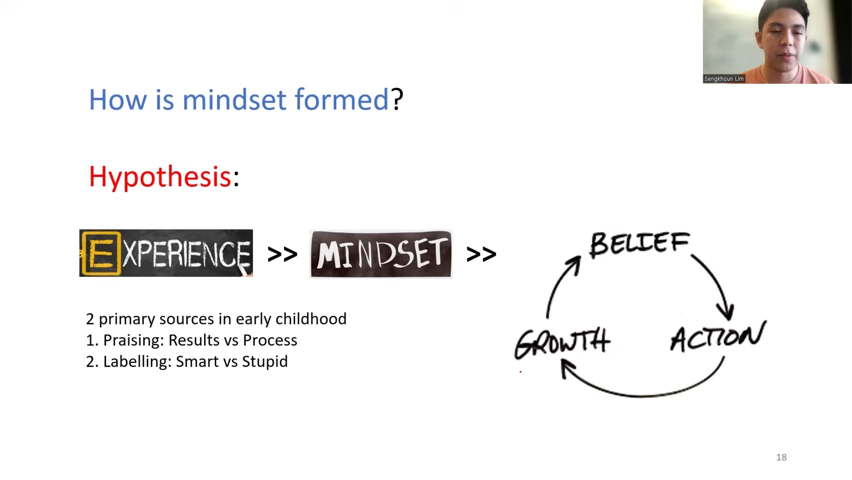 Sengkhoun Lim
How is mindset formed?
Hypothesis:
EXPERIENCE >> MINDSET >>
BELIEF
GROWTH
ACTION
2 primary sources in early childhood
1. Praising: Results vs Process
2. Labelling: Smart vs Stupid
18